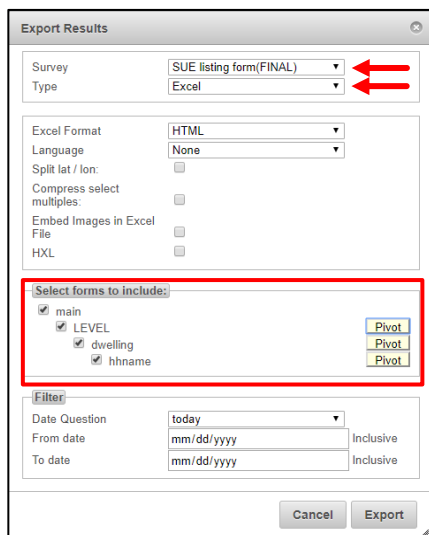 Export Results
Survey SUE listing form(FINAL)
Type Excel
Excel Format HTML
Language None
Split lat / lon:
Compress select
multiples:
Embed Images in Excel
File
HXL
Select forms to include:
main
LEVEL Pivot
dwelling Pivot
hhname Pivot
Filter
Date Question today
From date mm/dd/yyyy Inclusive
To date mm/dd/yyyy Inclusive
Cancel Export